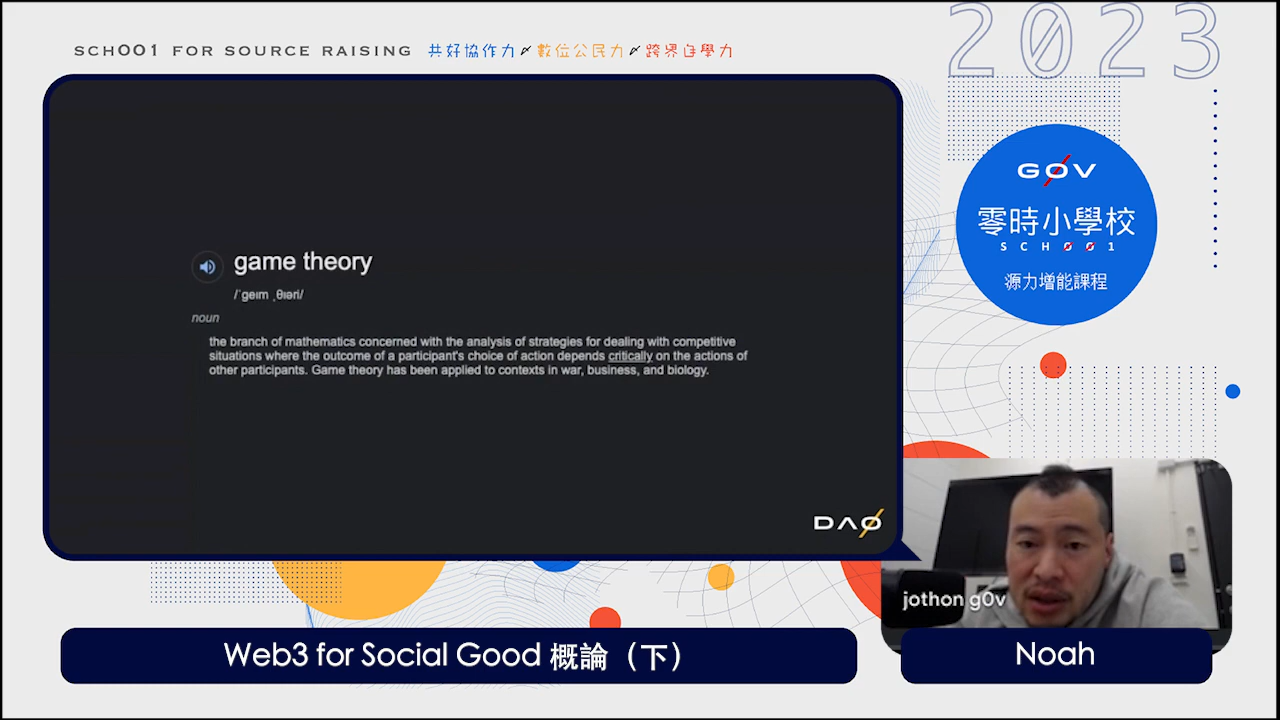 SCH001 FOR SOURCE RAISING 共好協作力〆數位公民力〆跨界自學力
2023
G0V
零時小學校
SCH001
源力增能課程
game theory
/ˈɡeɪm ˌθɪəri/
noun
the branch of mathematics concerned with the analysis of strategies for dealing with competitive
situations where the outcome of a participant's choice of action depends critically on the actions of
other participants. Game theory has been applied to contexts in war, business, and biology.
DAO
jothon g0v
Web3 for Social Good 概論（下）
Noah